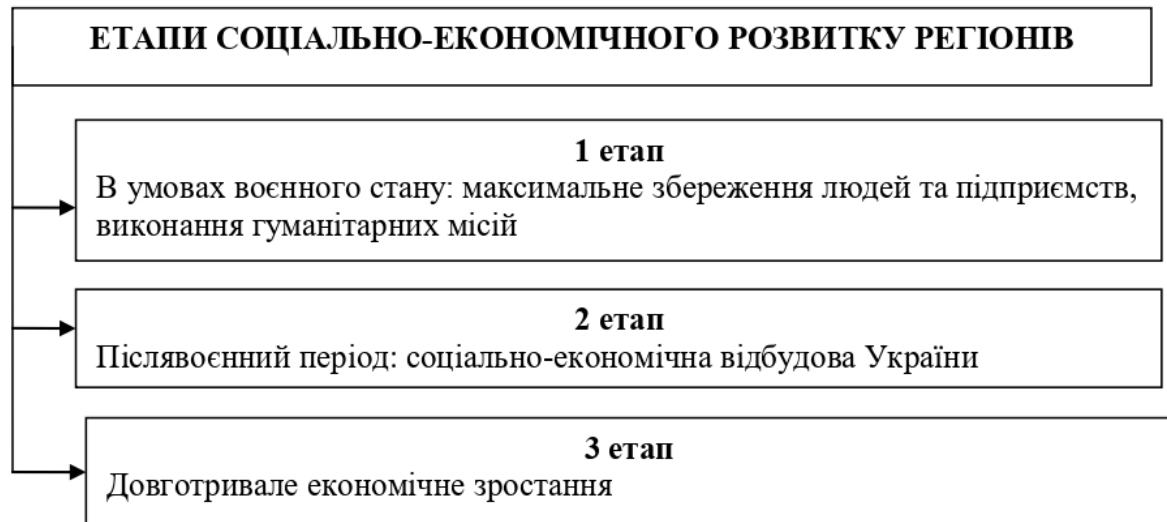 ЕТАПИ СОЦІАЛЬНО-ЕКОНОМІЧНОГО РОЗВИТКУ РЕГІОНІВ
1 етап
В умовах воєнного стану: максимальне збереження людей та підприємств,
виконання гуманітарних місій
2 етап
Післявоєнний період: соціально-економічна відбудова України
3 етап
Довготривале економічне зростання